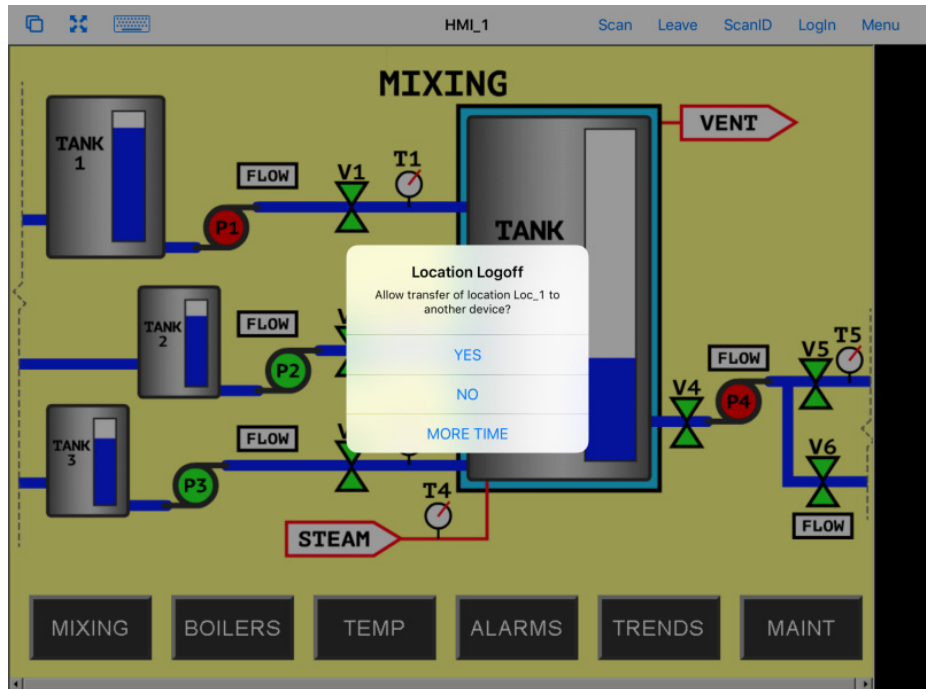 HMI_1
Scan Leave ScanID LogIn Menu
MIXING
VENT
TANK
1
FLOW
V1
T1
P1
TANK
Location Logoff
Allow transfer of location Loc_1 to
another device?
YES
NO
MORE TIME
TANK
2
FLOW
V
P2
FLOW
V5
T5
V4
P4
TANK
3
FLOW
V
P3
V6
T4
FLOW
STEAM
MIXING BOILERS TEMP ALARMS TRENDS MAINT